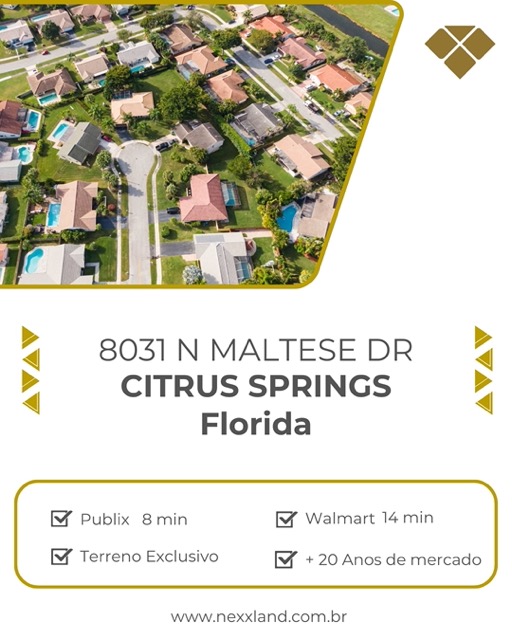 8031 N MALTESE DR
CITRUS SPRINGS
Florida
Publix 8 min
Walmart 14 min
Terreno Exclusivo
+ 20 Anos de mercado
www.nexxland.com.br